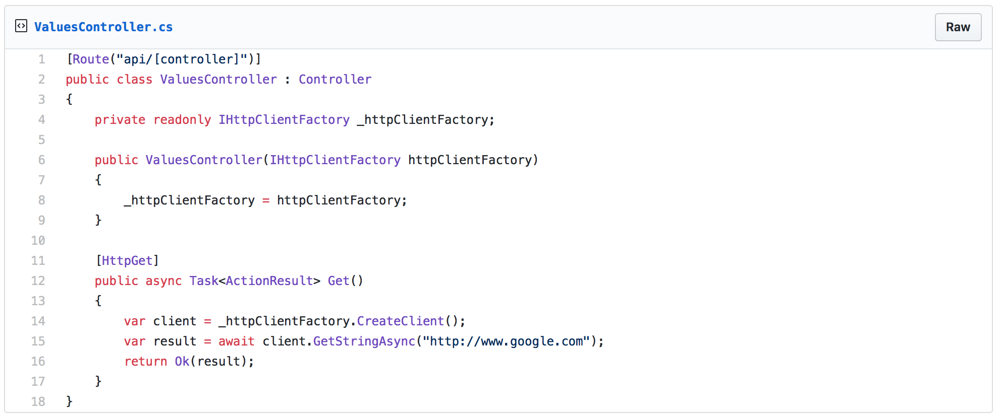 ValuesController.cs
Raw
1 [Route("api/[controller]")]
2 public class ValuesController : Controller
3 {
4     private readonly IHttpClientFactory _httpClientFactory;
5
6     public ValuesController(IHttpClientFactory httpClientFactory)
7     {
8         _httpClientFactory = httpClientFactory;
9     }
10
11     [HttpGet]
12     public async Task<ActionResult> Get()
13     {
14         var client = _httpClientFactory.CreateClient();
15         var result = await client.GetStringAsync("http://www.google.com");
16         return Ok(result);
17     }
18 }